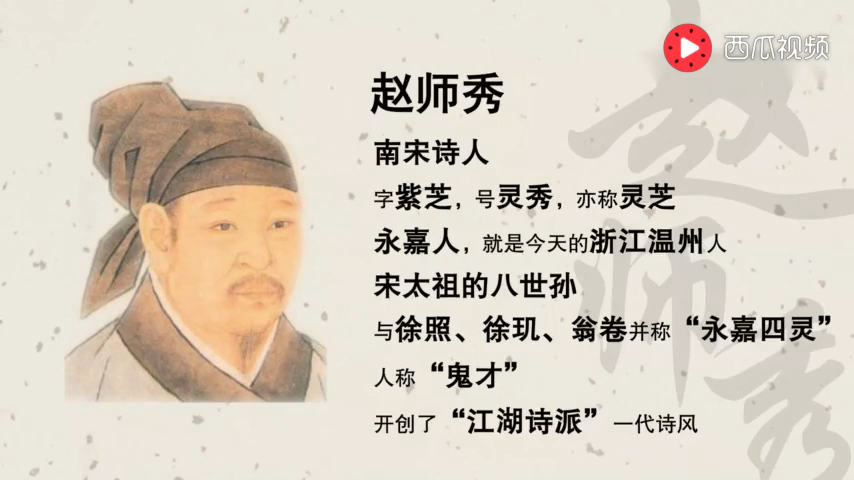 西瓜视频
赵师秀
南宋诗人
字紫芝，号灵秀，亦称灵芝
永嘉人，就是今天的浙江温州人
宋太祖的八世孙
与徐照、徐玑、翁卷并称“永嘉四灵”
人称“鬼才”
开创了“江湖诗派”一代诗风
赵师秀